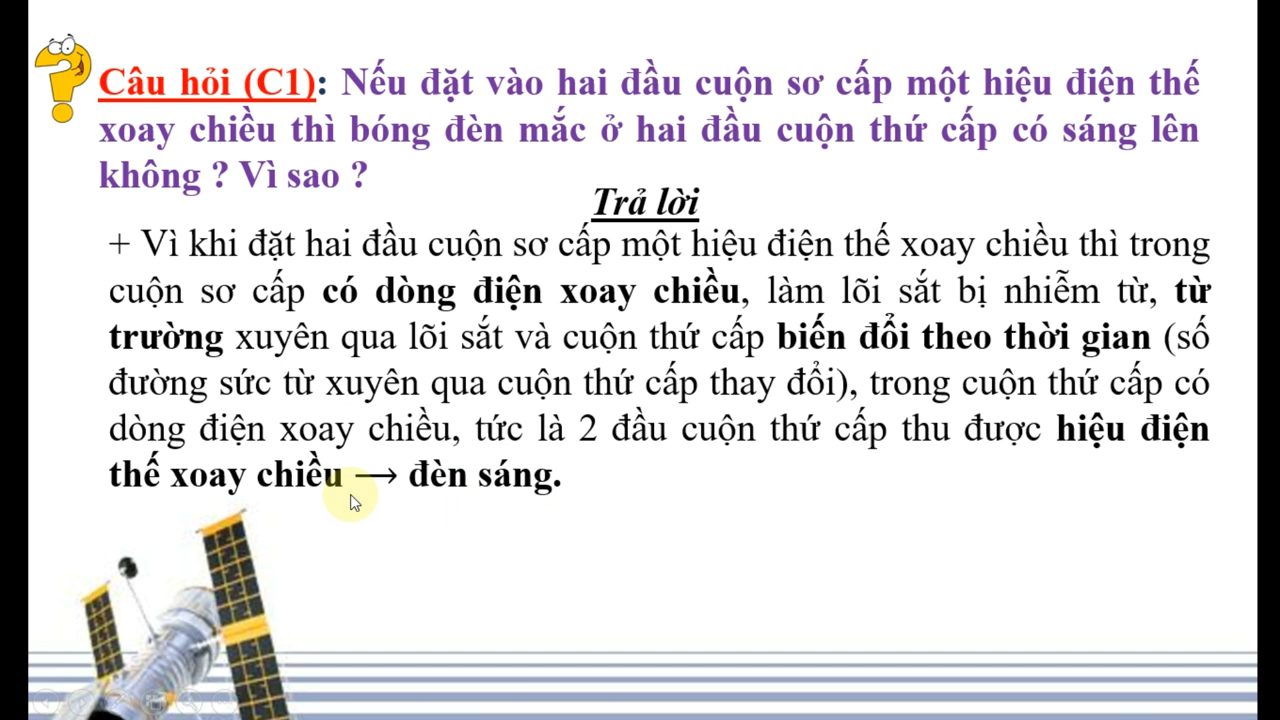 Câu hỏi (C1): Nếu đặt vào hai đầu cuộn sơ cấp một hiệu điện thế
xoay chiều thì bóng đèn mắc ở hai đầu cuộn thứ cấp có sáng lên
không ? Vì sao ?
Trả lời
+ Vì khi đặt hai đầu cuộn sơ cấp một hiệu điện thế xoay chiều thì trong
cuộn sơ cấp có dòng điện xoay chiều, làm lõi sắt bị nhiễm từ, từ
trường xuyên qua lõi sắt và cuộn thứ cấp biến đổi theo thời gian (số
đường sức từ xuyên qua cuộn thứ cấp thay đổi), trong cuộn thứ cấp có
dòng điện xoay chiều, tức là 2 đầu cuộn thứ cấp thu được hiệu điện
thế xoay chiều ⟶ đèn sáng.